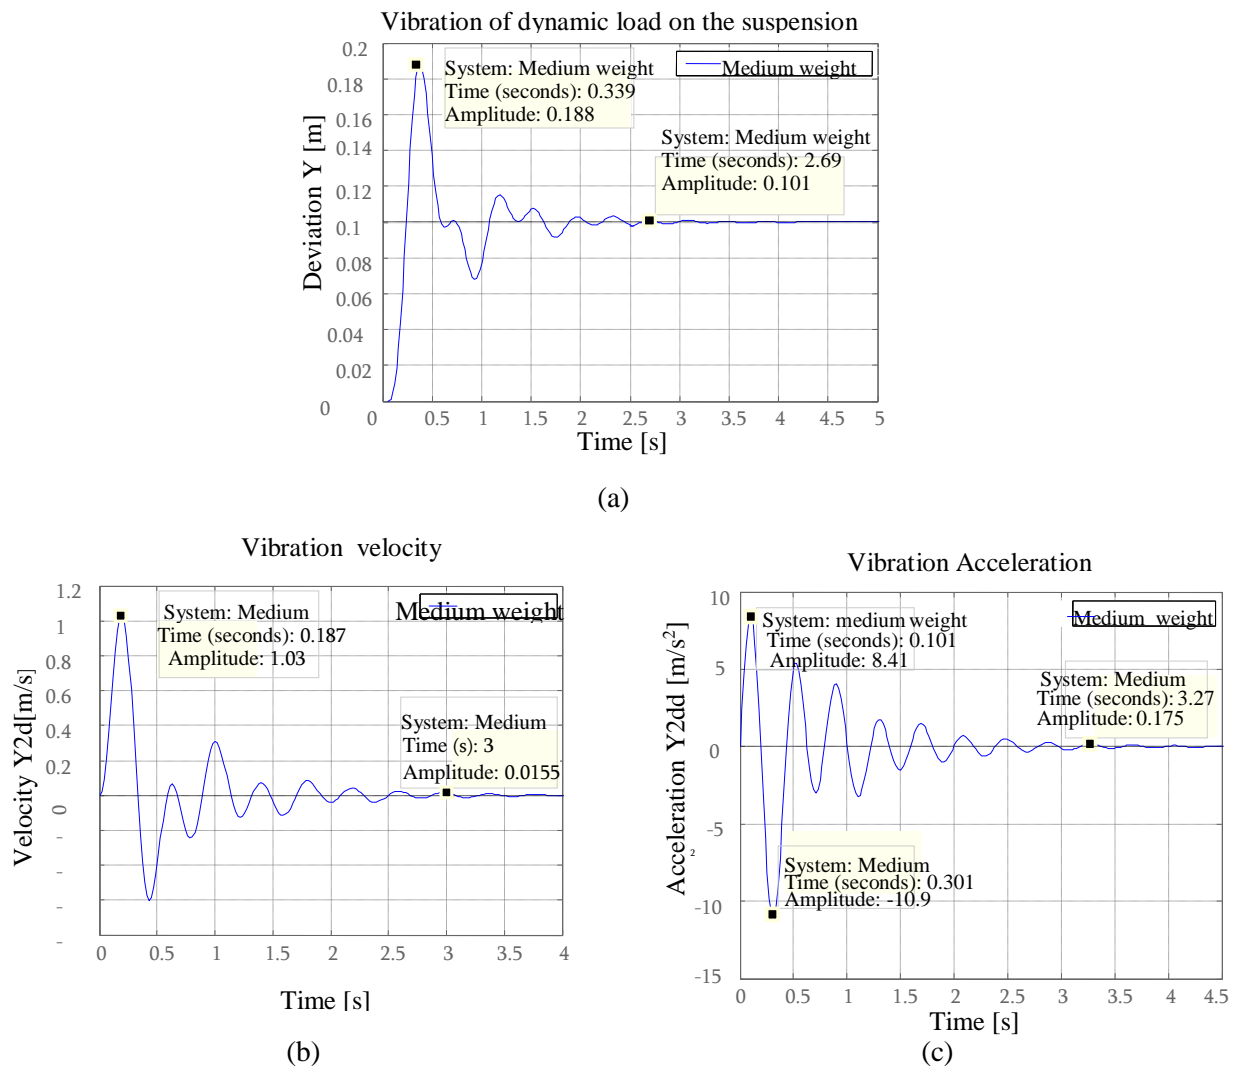 Vibration of dynamic load on the suspension
0.2
0.18
0.16
0.14
0.12
0.1
0.08
0.06
0.04
0.02
0
Deviation Y [m]
System: Medium weight
Time (seconds): 0.339
Amplitude: 0.188
Medium weight
System: Medium weight
Time (seconds): 2.69
Amplitude: 0.101
0 0.5 1 1.5 2 2.5 3 3.5 4 4.5 5
Time [s]
(a)
Vibration velocity
1.2
1
0.8
0.6
0.4
0.2
0
-
-
-
-
Velocity Y2d[m/s]
System: Medium
Time (seconds): 0.187
Amplitude: 1.03
Medium weight
System: Medium
Time (s): 3
Amplitude: 0.0155
0 0.5 1 1.5 2 2.5 3 3.5 4
Time [s]
(b)
Vibration Acceleration
10
5
0
-5
-10
-15
Acceleration Y2dd [m/s²]
2
System: medium weight
Time (seconds): 0.101
Amplitude: 8.41
Medium weight
System: Medium
Time (seconds): 3.27
Amplitude: 0.175
System: Medium
Time (seconds): 0.301
Amplitude: -10.9
0 0.5 1 1.5 2 2.5 3 3.5 4 4.5
Time [s]
(c)